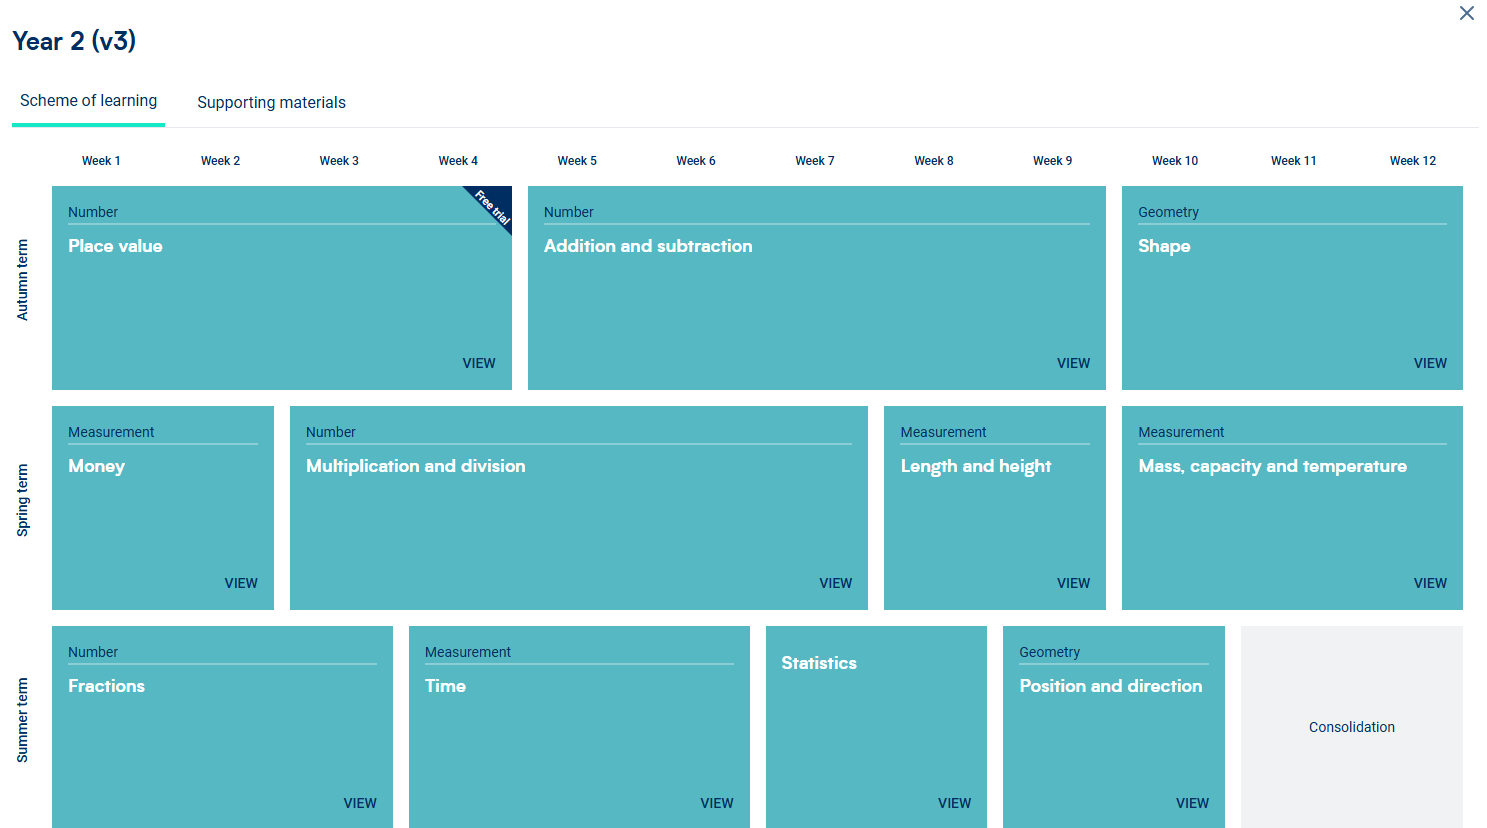 Year 2 (v3)
Scheme of learning
Supporting materials
Week 1 Week 2 Week 3 Week 4 Week 5 Week 6 Week 7 Week 8 Week 9 Week 10 Week 11 Week 12
Autumn term
Number
Place value
Free trial
VIEW
Number
Addition and subtraction
VIEW
Geometry
Shape
VIEW
Spring term
Measurement
Money
VIEW
Number
Multiplication and division
VIEW
Measurement
Length and height
VIEW
Measurement
Mass, capacity and temperature
VIEW
Summer term
Number
Fractions
VIEW
Measurement
Time
VIEW
Statistics
VIEW
Geometry
Position and direction
VIEW
Consolidation